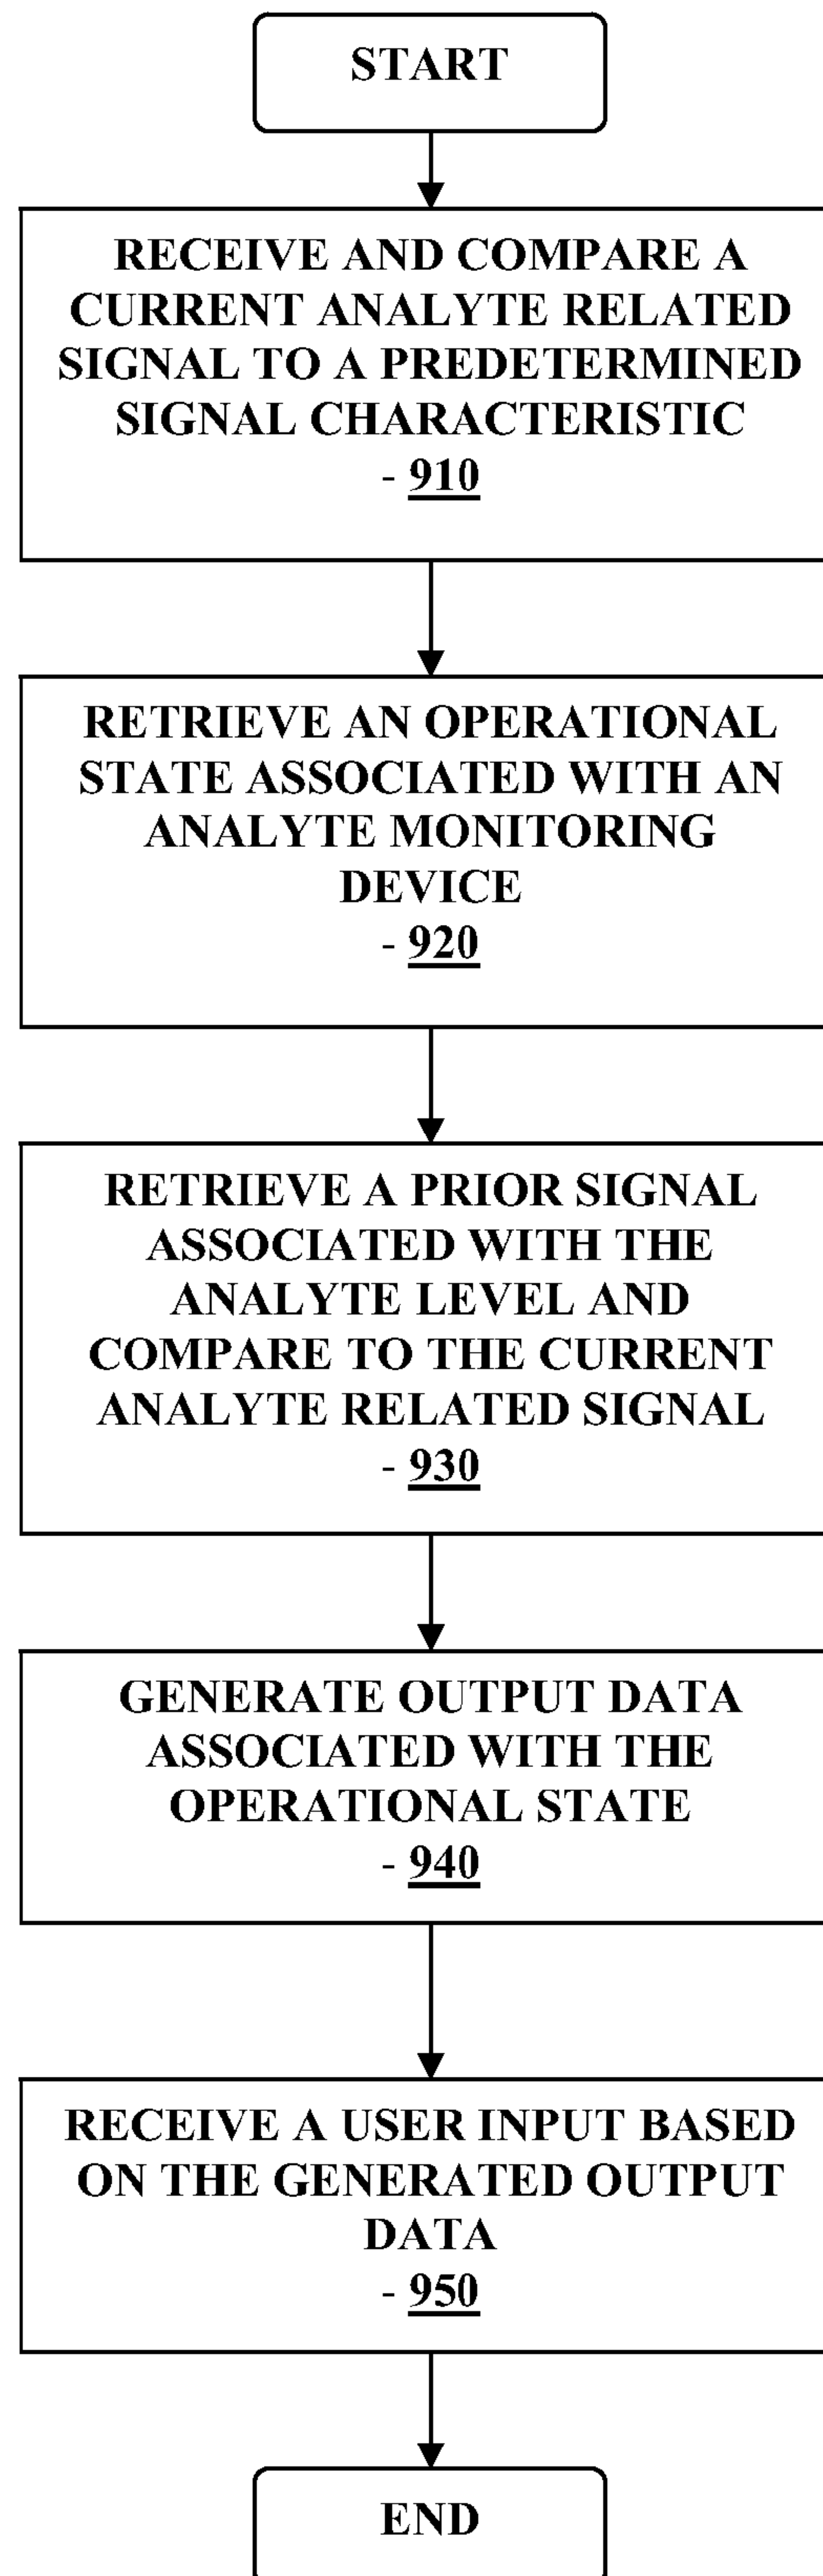 START
RECEIVE AND COMPARE A
CURRENT ANALYTE RELATED
SIGNAL TO A PREDETERMINED
SIGNAL CHARACTERISTIC
- 910
RETRIEVE AN OPERATIONAL
STATE ASSOCIATED WITH AN
ANALYTE MONITORING
DEVICE
- 920
RETRIEVE A PRIOR SIGNAL
ASSOCIATED WITH THE
ANALYTE LEVEL AND
COMPARE TO THE CURRENT
ANALYTE RELATED SIGNAL
- 930
GENERATE OUTPUT DATA
ASSOCIATED WITH THE
OPERATIONAL STATE
- 940
RECEIVE A USER INPUT BASED
ON THE GENERATED OUTPUT
DATA
- 950
END